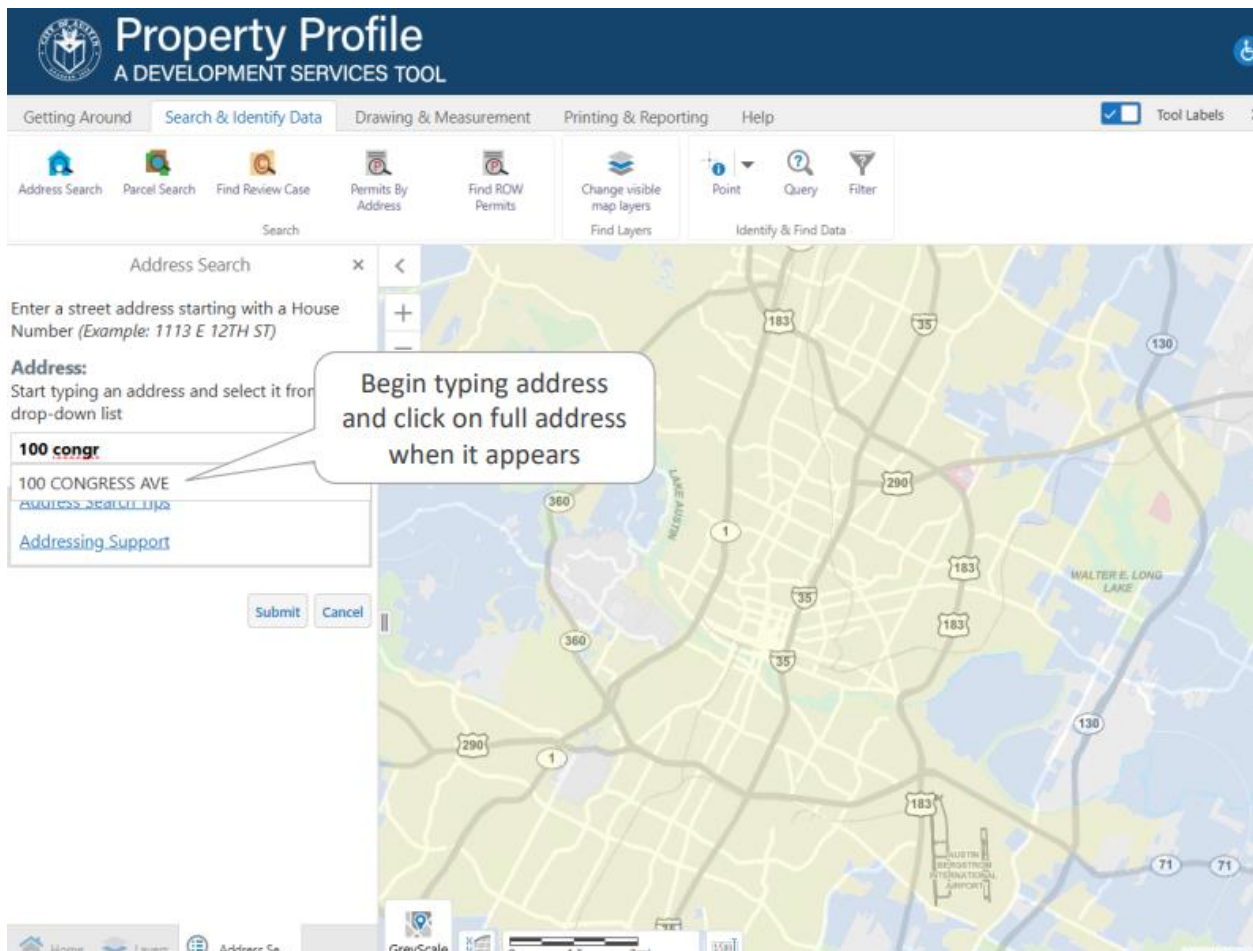 Property Profile
A DEVELOPMENT SERVICES TOOL
Getting Around Search & Identify Data Drawing & Measurement Printing & Reporting Help Tool Labels
Address Search Parcel Search Find Review Case Permits By Address Find ROW Permits Change visible map layers Point Query Filter
Search Find Layers Identify & Find Data
Address Search
Enter a street address starting with a House
Number (Example: 1113 E 12TH ST)
Address:
Start typing an address and select it from
drop-down list
100 congr
100 CONGRESS AVE
Address Search Tips
Addressing Support
Submit Cancel
Begin typing address
and click on full address
when it appears
183
35
130
290
360
LAKE AUSTIN
1
183
WALTER E. LONG
LAKE
35
183
360
35
130
290
1
183
AUSTIN
BERGSTROM
INTERNATIONAL
AIRPORT
71
71
Home Layers Address Se...
GreyScale